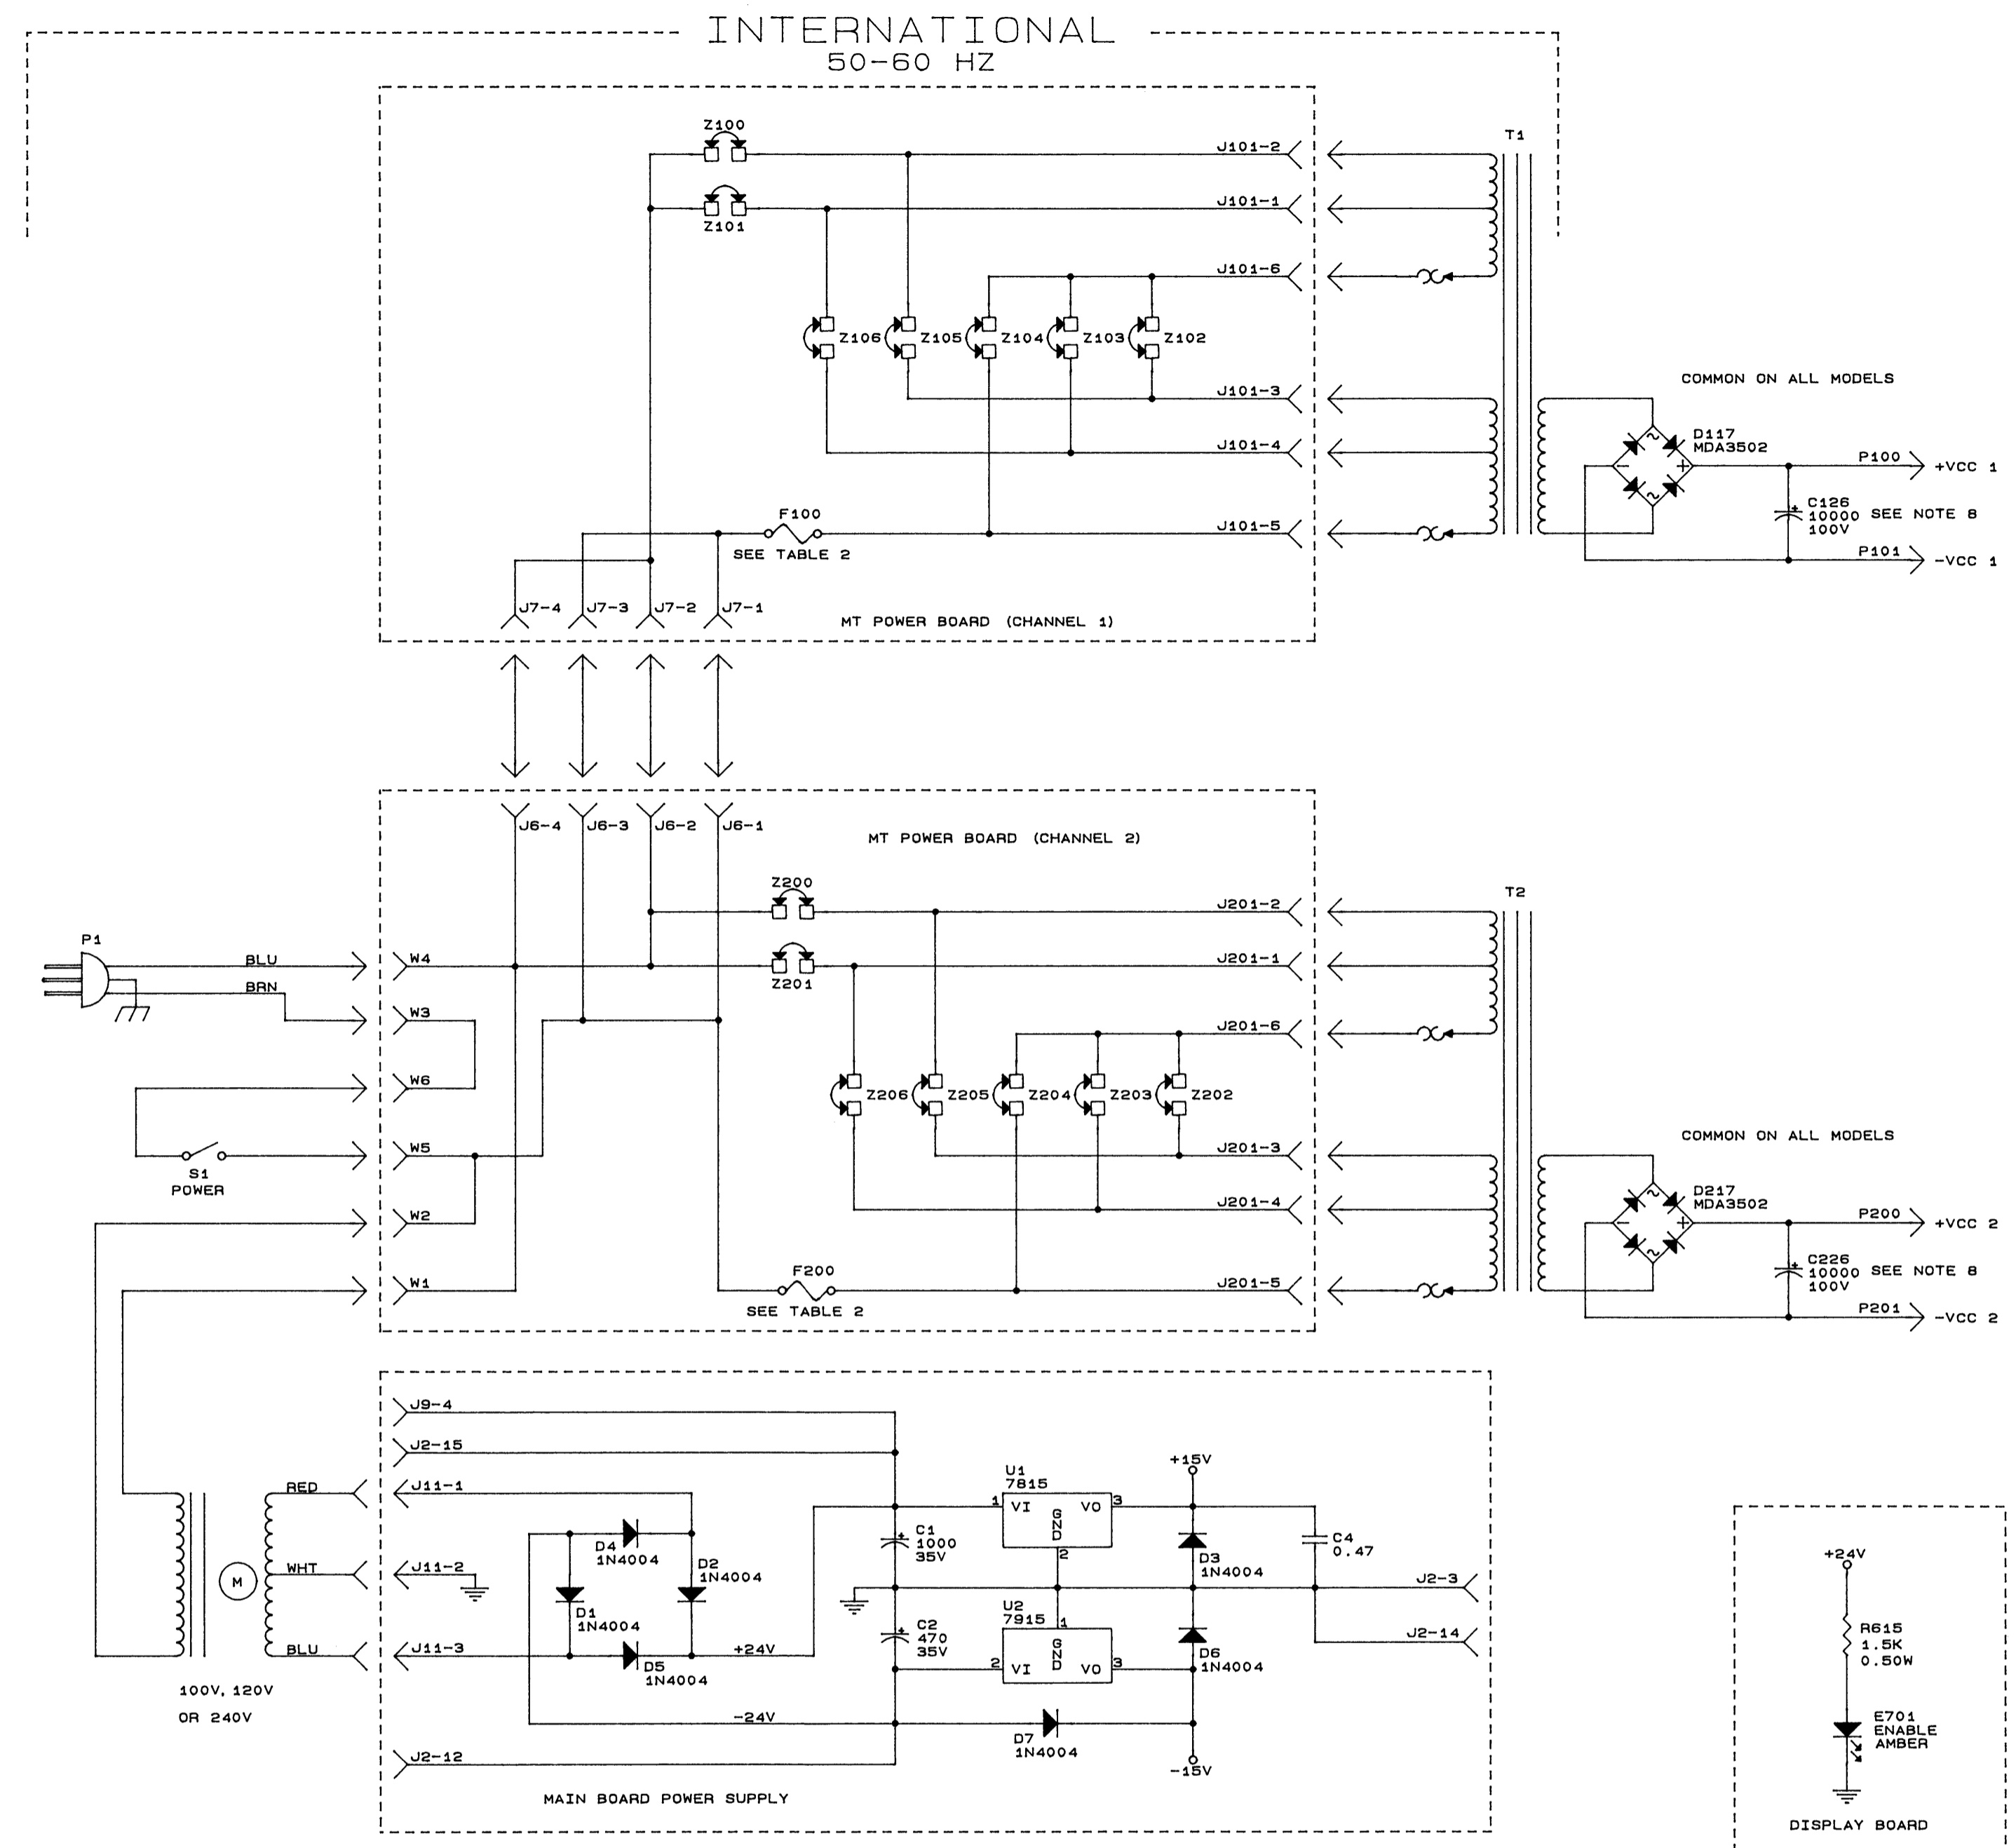 INTERNATIONAL
50-60 HZ
Z100
J101-2
T1
Z101
J101-1
J101-6
Z106
Z105
Z104
Z103
Z102
J101-3
COMMON ON ALL MODELS
J101-4
D117
MDA3502
P100
+VCC 1
+
C126
10000
100V
SEE NOTE 8
F100
J101-5
SEE TABLE 2
P101
-VCC 1
J7-4
J7-3
J7-2
J7-1
MT POWER BOARD (CHANNEL 1)
J6-4
J6-3
J6-2
J6-1
MT POWER BOARD (CHANNEL 2)
Z200
J201-2
T2
P1
BLU
W4
Z201
J201-1
BRN
W3
J201-6
W6
Z206
Z205
Z204
Z203
Z202
S1
POWER
W5
J201-3
COMMON ON ALL MODELS
W2
J201-4
D217
MDA3502
P200
+VCC 2
+
C226
10000
100V
SEE NOTE 8
W1
F200
J201-5
SEE TABLE 2
P201
-VCC 2
J9-4
J2-15
RED
J11-1
U1
7815
+15V
1 VI
GND
VO 3
2
D4
1N4004
D2
1N4004
C1
1000
35V
D3
1N4004
C4
0.47
M
WHT
J11-2
J2-3
D1
1N4004
U2
7915
1
C2
470
35V
2 VI
GND
VO 3
D6
1N4004
J2-14
BLU
J11-3
D5
1N4004
+24V
100V, 120V
OR 240V
-24V
D7
1N4004
-15V
J2-12
MAIN BOARD POWER SUPPLY
+24V
R615
1.5K
0.50W
E701
ENABLE
AMBER
DISPLAY BOARD